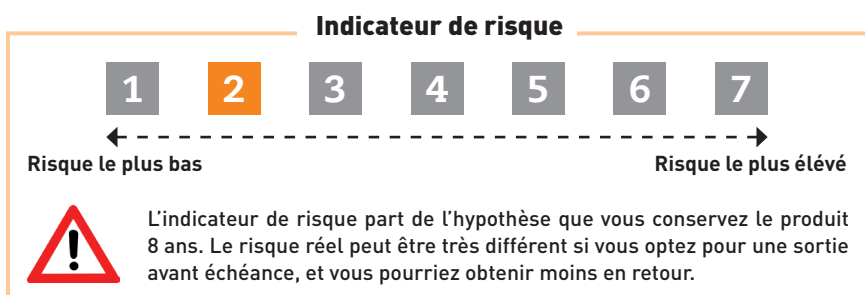 Indicateur de risque
1 2 3 4 5 6 7
Risque le plus bas Risque le plus élévé
L'indicateur de risque part de l'hypothèse que vous conservez le produit
8 ans. Le risque réel peut être très différent si vous optez pour une sortie
avant échéance, et vous pourriez obtenir moins en retour.